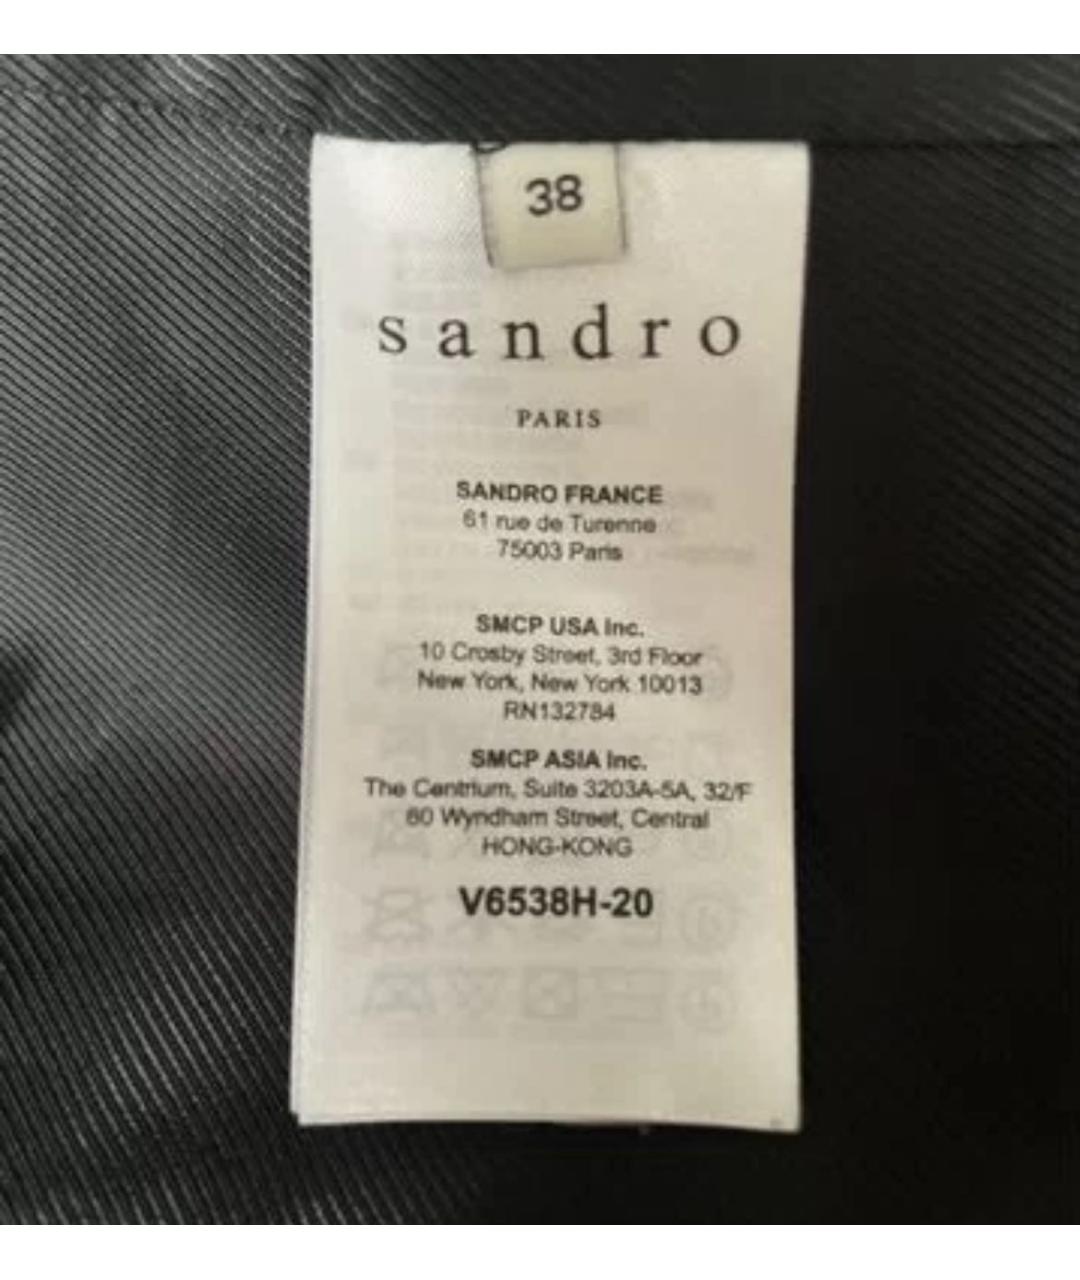 38
sandro
PARIS
SANDRO FRANCE
61 rue de Turenne
75003 Paris
SMCP USA Inc.
10 Crosby Street, 3rd Floor
New York, New York 10013
RN132784
SMCP ASIA Inc.
The Centrium, Suite 3203A-5A, 32/F
60 Wyndham Street, Central
HONG-KONG
V6538H-20